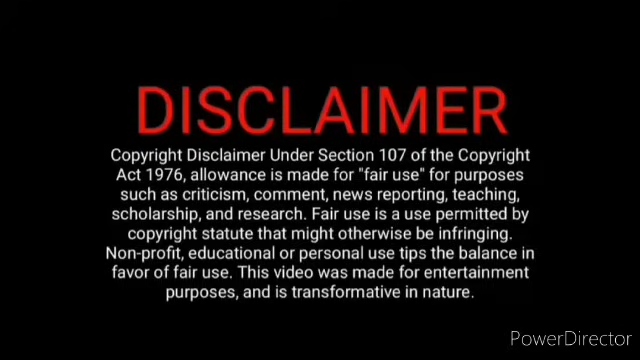 DISCLAIMER
Copyright Disclaimer Under Section 107 of the Copyright
Act 1976, allowance is made for "fair use" for purposes
such as criticism, comment, news reporting, teaching,
scholarship, and research. Fair use is a use permitted by
copyright statute that might otherwise be infringing.
Non-profit, educational or personal use tips the balance in
favor of fair use. This video was made for entertainment
purposes, and is transformative in nature.
PowerDirector